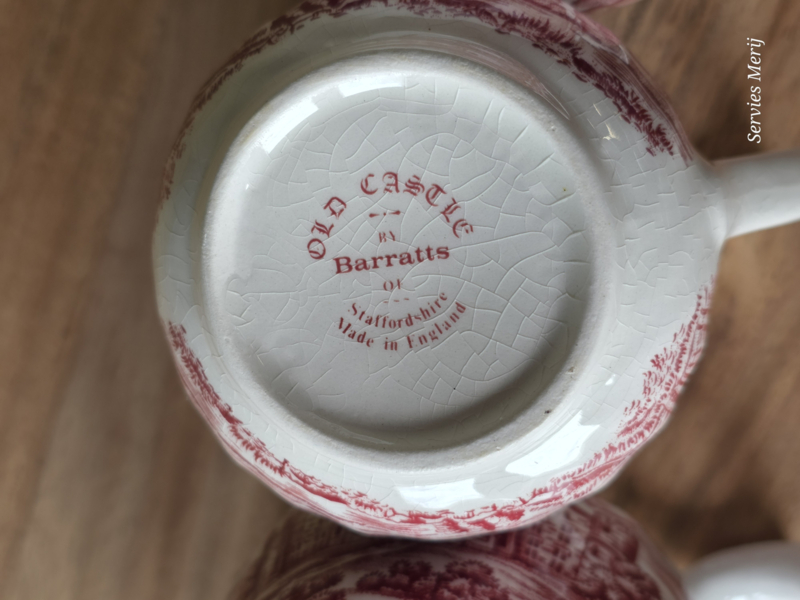 OLD CASTLE
BY
Barratts
OF
Staffordshire
Made in England
Servies Merij